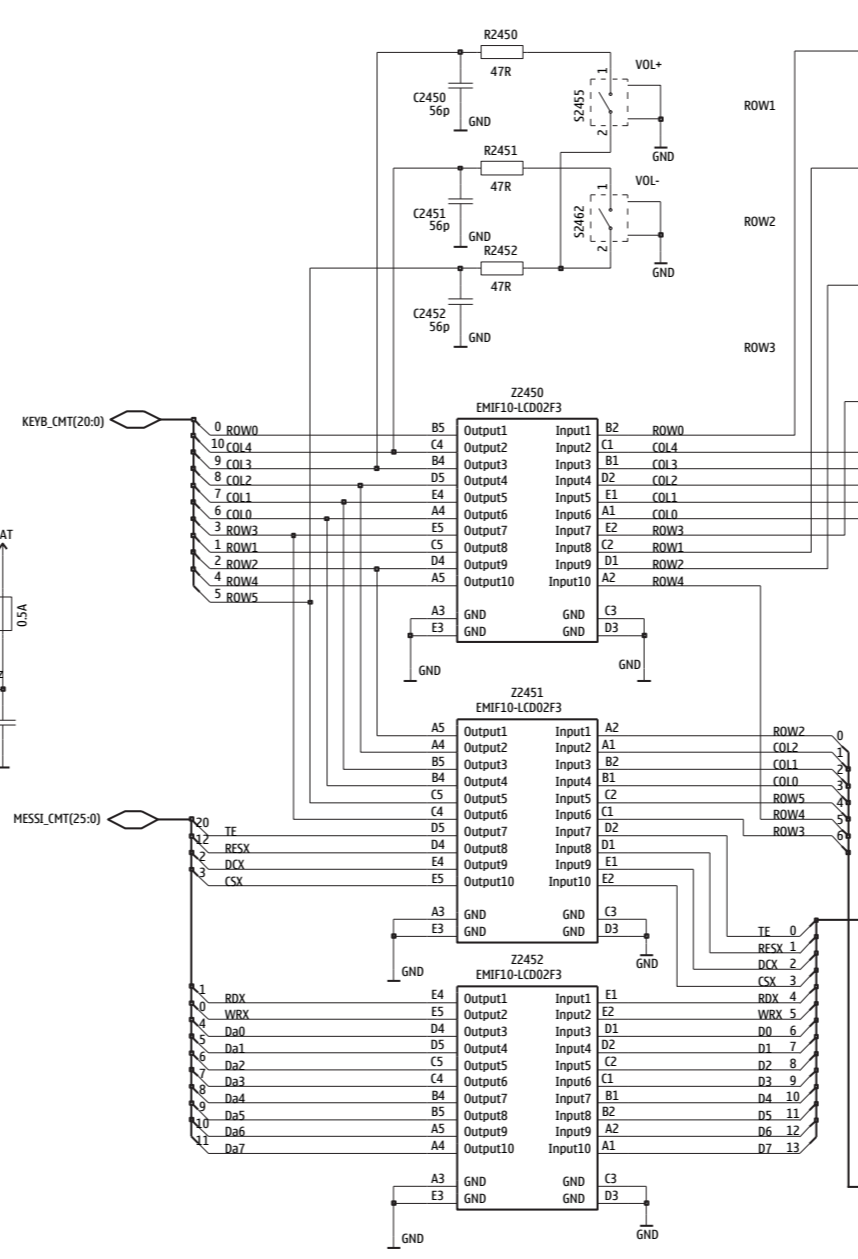 R2450
47R
VOL+
C2450
56p
GND
S2455
1
2
GND
ROW1
R2451
47R
VOL-
C2451
56p
GND
S2462
1
2
GND
ROW2
R2452
47R
C2452
56p
GND
ROW3
Z2450
EMIF10-LCD02F3
KEYB_CMT(20:0)
0 ROW0 B5 Output1 Input1 B2 ROW0
10 COL4 C4 Output2 Input2 C1 COL4
9 COL3 B4 Output3 Input3 B1 COL3
8 COL2 D5 Output4 Input4 D2 COL2
7 COL1 E4 Output5 Input5 E1 COL1
6 COL0 A4 Output6 Input6 A1 COL0
3 ROW3 E5 Output7 Input7 E2 ROW3
1 ROW1 C5 Output8 Input8 C2 ROW1
2 ROW2 D4 Output9 Input9 D1 ROW2
4 ROW4 A5 Output10 Input10 A2 ROW4
5 ROW5
A3 GND GND C3
E3 GND GND D3
GND GND
AT
0.5A
Z2451
EMIF10-LCD02F3
A5 Output1 Input1 A2 ROW2 0
A4 Output2 Input2 A1 COL2 1
B5 Output3 Input3 B2 COL1 2
B4 Output4 Input4 B1 COL0 3
C5 Output5 Input5 C2 ROW5 4
C4 Output6 Input6 C1 ROW4 5
MESSI_CMT(25:0)
20 TE D5 Output7 Input7 D2 ROW3 6
12 RESX D4 Output8 Input8 D1
2 DCX E4 Output9 Input9 E1
3 CSX E5 Output10 Input10 E2
A3 GND GND C3
E3 GND GND D3
GND GND
TE 0
RESX 1
DCX 2
CSX 3
Z2452
EMIF10-LCD02F3
1 RDX E4 Output1 Input1 E1 RDX 4
0 WRX E5 Output2 Input2 E2 WRX 5
4 Da0 D4 Output3 Input3 D1 D0 6
5 Da1 D5 Output4 Input4 D2 D1 7
6 Da2 C5 Output5 Input5 C2 D2 8
7 Da3 C4 Output6 Input6 C1 D3 9
8 Da4 B4 Output7 Input7 B1 D4 10
9 Da5 B5 Output8 Input8 B2 D5 11
10 Da6 A5 Output9 Input9 A2 D6 12
11 Da7 A4 Output10 Input10 A1 D7 13
A3 GND GND C3
E3 GND GND D3
GND GND